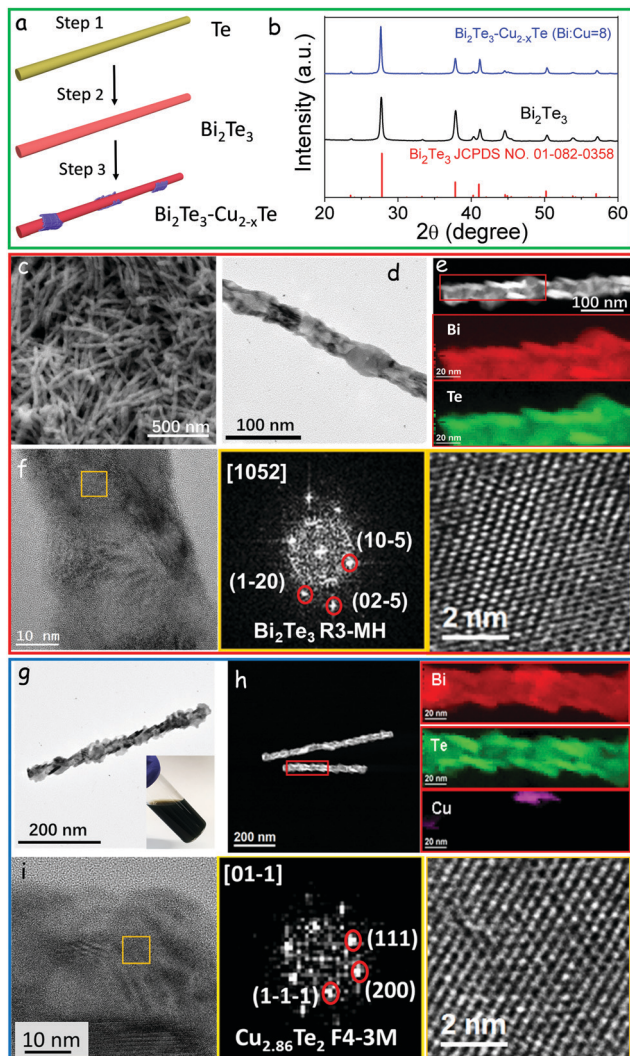 a
Step 1
Te
Step 2
Bi₂Te₃
Step 3
Bi₂Te₃-Cu₂₋ₓTe
b
Intensity (a.u.)
Bi₂Te₃-Cu₂₋ₓTe (Bi:Cu=8)
Bi₂Te₃
Bi₂Te₃ JCPDS NO. 01-082-0358
20 30 40 50 60
2θ (degree)
c
500 nm
d
100 nm
e
100 nm
Bi
20 nm
Te
20 nm
f
10 nm
[1052]
(10-5)
(1-20)
(02-5)
Bi₂Te₃ R3-MH
2 nm
g
200 nm
h
200 nm
Bi
20 nm
Te
20 nm
Cu
20 nm
i
10 nm
[01-1]
(111)
(200)
(1-1-1)
Cu₂.₈₆Te₂ F4-3M
2 nm